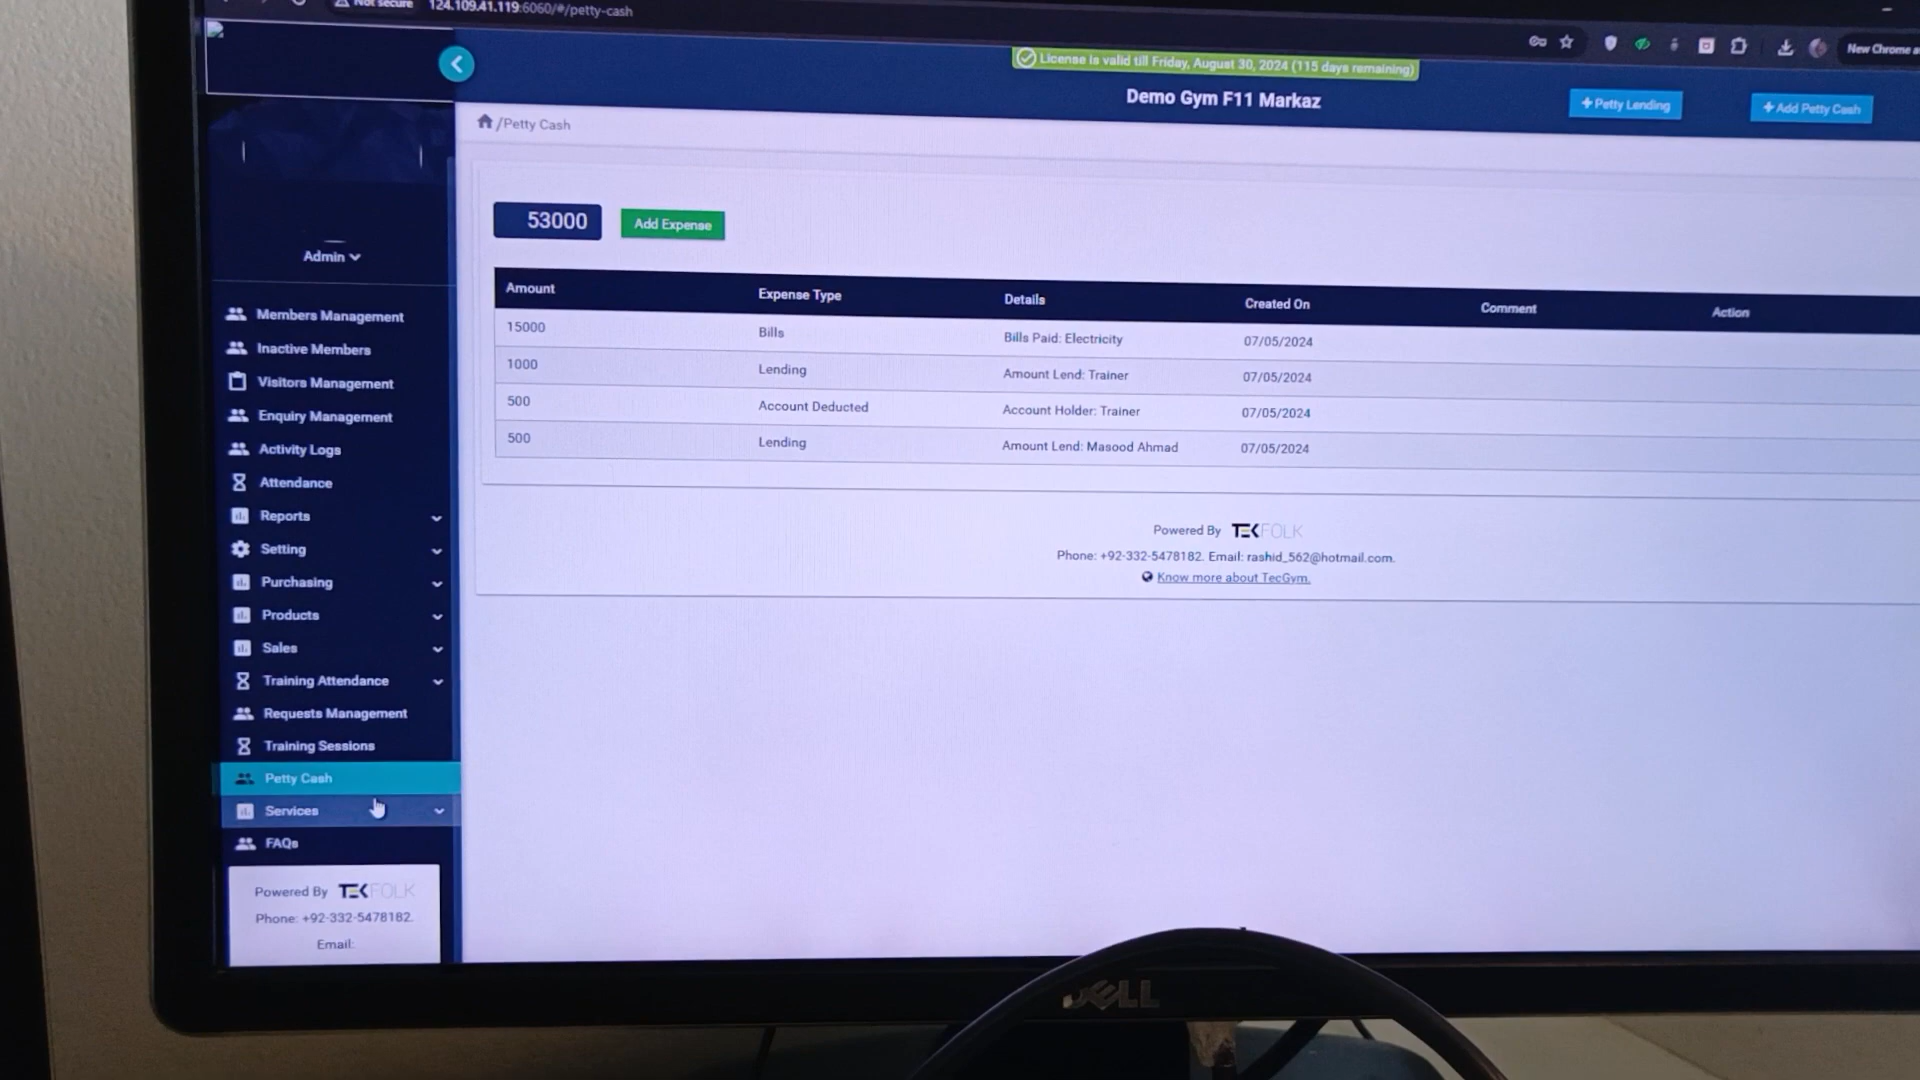 Not secure 124.109.41.119:6060/#/petty-cash
New Chrome
License is valid till Friday, August 30, 2024 (115 days remaining)
Demo Gym F11 Markaz
+Petty Lending
+Add Petty Cash
/Petty Cash
53000
Add Expense
Admin
Amount Expense Type Details Created On Comment Action
15000 Bills Bills Paid: Electricity 07/05/2024
1000 Lending Amount Lend: Trainer 07/05/2024
500 Account Deducted Account Holder: Trainer 07/05/2024
500 Lending Amount Lend: Masood Ahmad 07/05/2024
Powered By TEKFOLK
Phone: +92-332-5478182. Email: rashid_562@hotmail.com.
Know more about TecGym.
Members Management
Inactive Members
Visitors Management
Enquiry Management
Activity Logs
Attendance
Reports
Setting
Purchasing
Products
Sales
Training Attendance
Requests Management
Training Sessions
Petty Cash
Services
FAQs
Powered By TEKFOLK
Phone: +92-332-5478182.
Email:
DELL